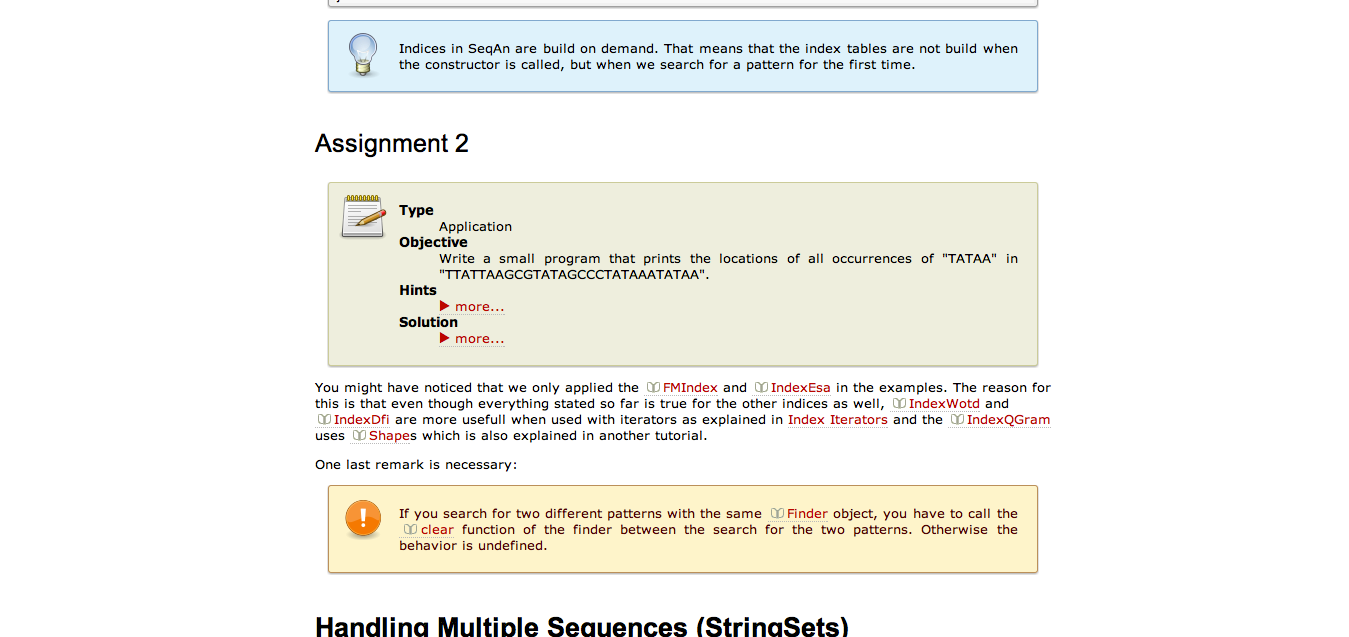 Indices in SeqAn are build on demand. That means that the index tables are not build when
the constructor is called, but when we search for a pattern for the first time.
Assignment 2
Type
Application
Objective
Write a small program that prints the locations of all occurrences of "TATAA" in
"TTATTAAGCGTATAGCCCTATAAATATAA".
Hints
more...
Solution
more...
You might have noticed that we only applied the FMIndex and IndexEsa in the examples. The reason for
this is that even though everything stated so far is true for the other indices as well, IndexWotd and
IndexDfi are more usefull when used with iterators as explained in Index Iterators and the IndexQGram
uses Shapes which is also explained in another tutorial.
One last remark is necessary:
If you search for two different patterns with the same Finder object, you have to call the
clear function of the finder between the search for the two patterns. Otherwise the
behavior is undefined.
Handling Multiple Sequences (StringSets)